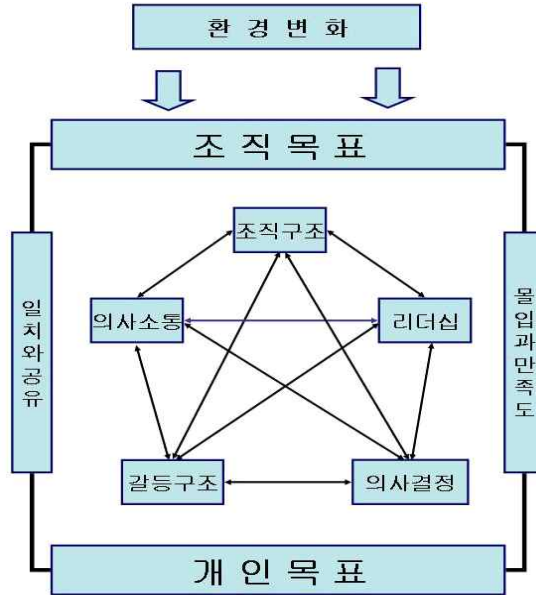 환 경 변 화
조 직 목 표
조직구조
일치와공유
의사소통
리더십
몰입과만족도
갈등구조
의사결정
개 인 목 표